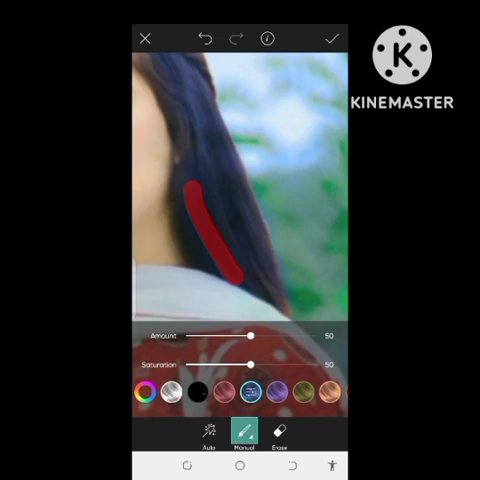 K
KINEMASTER
Amount 50
Saturation 50
Auto Manual Erase